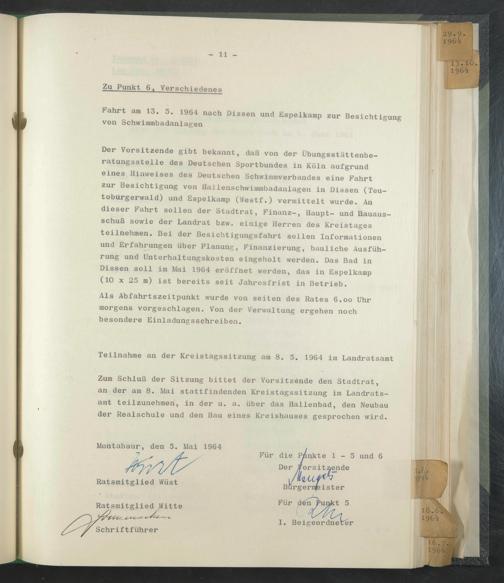 - 11 -
29.9.
1964
13.10.
1964
Zu Punkt 6, Verschiedenes
Fahrt am 13. 5. 1964 nach Dissen und Espelkamp zur Besichtigung
von Schwimmbadanlagen
Der Vorsitzende gibt bekannt, daß von der Übungsstättenbe-
ratungsstelle des Deutschen Sportbundes in Köln aufgrund
eines Hinweises des Deutschen Schwimmverbandes eine Fahrt
zur Besichtigung von Hallenschwimmbadanlagen in Dissen (Teu-
toburgerwald) und Espelkamp (Westf.) vermittelt wurde. An
dieser Fahrt sollen der Stadtrat, Finanz-, Haupt- und Bauaus-
schuß sowie der Landrat bzw. einige Herren des Kreistages
teilnehmen. Bei der Besichtigungsfahrt sollen Informationen
und Erfahrungen über Planung, Finanzierung, bauliche Ausfüh-
rung und Unterhaltungskosten eingeholt werden. Das Bad in
Dissen soll im Mai 1964 eröffnet werden, das in Espelkamp
(10 x 25 m) ist bereits seit Jahresfrist in Betrieb.
Als Abfahrtszeitpunkt wurde von seiten des Rates 6.oo Uhr
morgens vorgeschlagen. Von der Verwaltung ergehen noch
besondere Einladungsschreiben.
Teilnahme an der Kreistagssitzung am 8. 5. 1964 im Landratsamt
Zum Schluß der Sitzung bittet der Vorsitzende den Stadtrat,
an der am 8. Mai stattfindenden Kreistagssitzung im Landrats-
amt teilzunehmen, in der u. a. über das Hallenbad, den Neubau
der Realschule und den Bau eines Kreishauses gesprochen wird.
Montabaur, den 5. Mai 1964
Für die Punkte 1 - 5 und 6
Der Vorsitzende
Wüst
Bürgermeister
Ratsmitglied Wüst
Für den Punkt 5
Ratsmitglied Witte
I. Beigeordneter
Schriftführer
1964